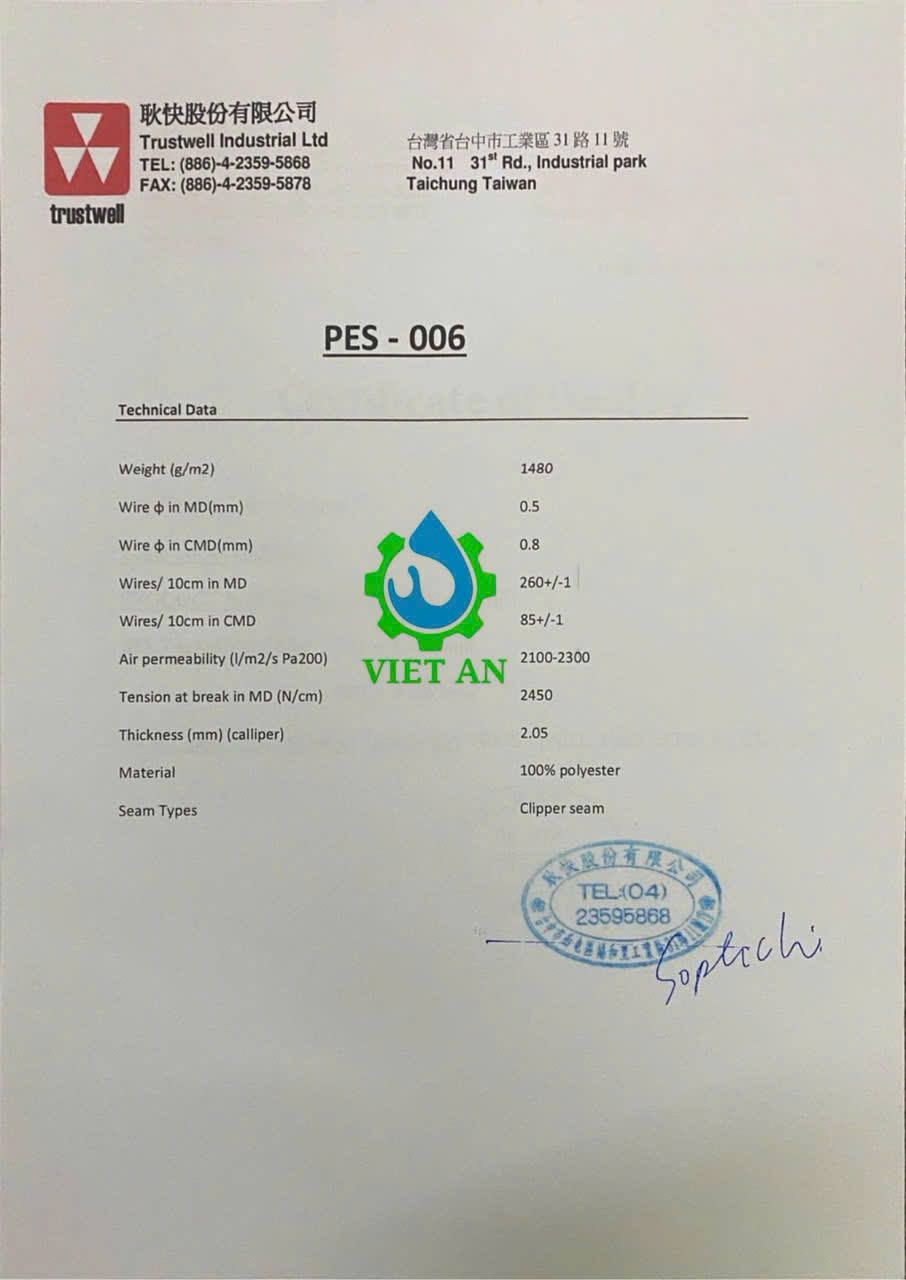 耿快股份有限公司
Trustwell Industrial Ltd
TEL: (886)-4-2359-5868
FAX: (886)-4-2359-5878
trustwell
台灣省台中市工業區 31 路 11 號
No.11 31st Rd., Industrial park
Taichung Taiwan
PES - 006
Technical Data
Weight (g/m2) 1480
Wire ϕ in MD(mm) 0.5
Wire ϕ in CMD(mm) 0.8
Wires/ 10cm in MD 260+/-1
Wires/ 10cm in CMD 85+/-1
Air permeability (l/m2/s Pa200) 2100-2300
Tension at break in MD (N/cm) 2450
Thickness (mm) (calliper) 2.05
Material 100% polyester
Seam Types Clipper seam
VIET AN
耿快股份有限公司
TEL:(04)
23595868